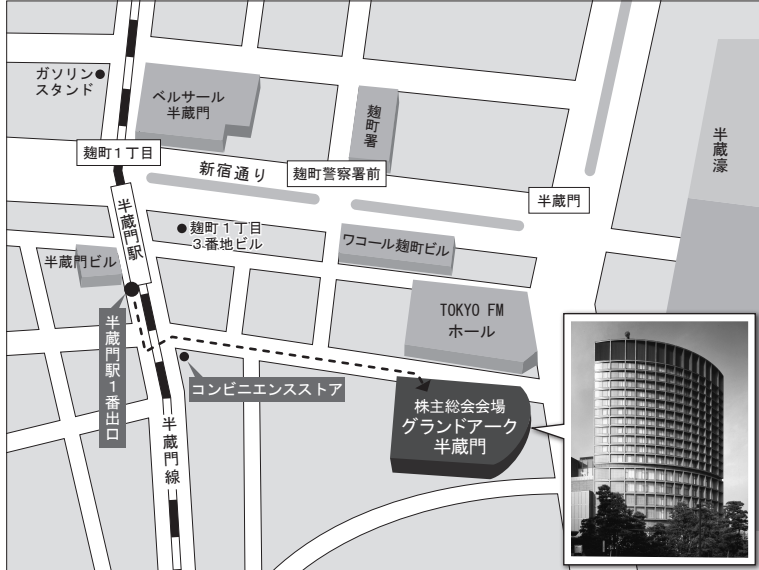 ガソリン
スタンド
ベルサール
半蔵門
麹町署
半蔵濠
麹町1丁目
新宿通り
麹町警察署前
半蔵門
半蔵門駅
麹町1丁目
3番地ビル
ワコール麹町ビル
半蔵門ビル
TOKYO FM
ホール
半蔵門駅1番出口
コンビニエンスストア
株主総会会場
グランドアーク
半蔵門
半蔵門線